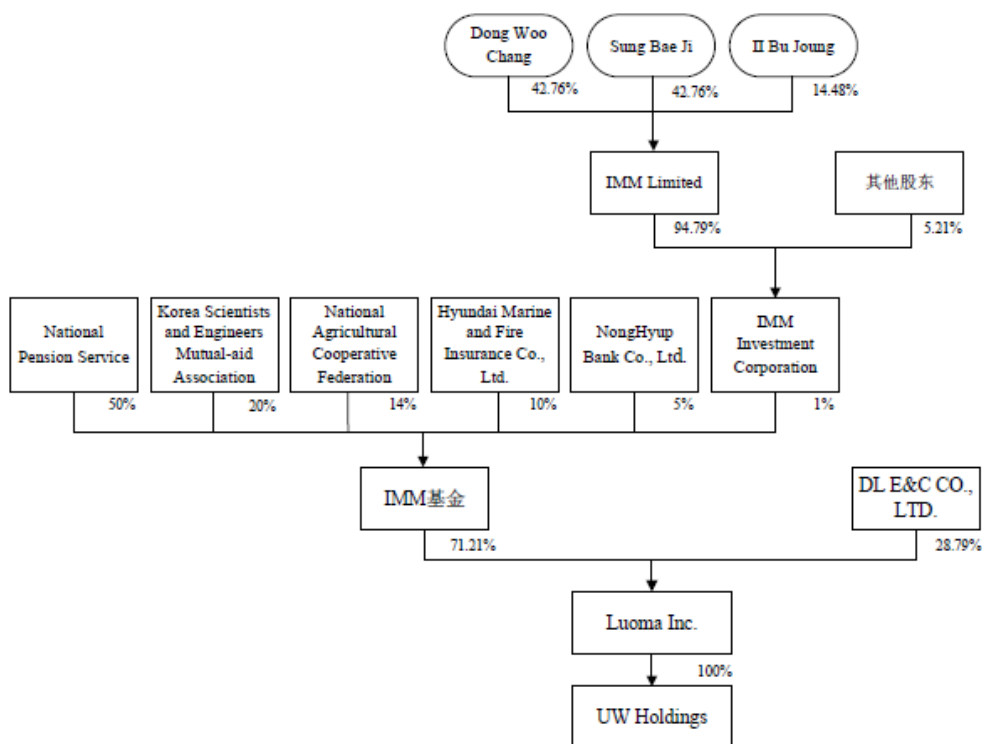 Dong Woo
Chang
Sung Bae Ji
II Bu Joung
42.76%
42.76%
14.48%
IMM Limited
其他股东
94.79%
5.21%
National
Pension Service
Korea Scientists
and Engineers
Mutual-aid
Association
National
Agricultural
Cooperative
Federation
Hyundai Marine
and Fire
Insurance Co.,
Ltd.
NongHyup
Bank Co., Ltd.
IMM
Investment
Corporation
50%
20%
14%
10%
5%
1%
IMM基金
DL E&C CO.,
LTD.
71.21%
28.79%
Luoma Inc.
100%
UW Holdings